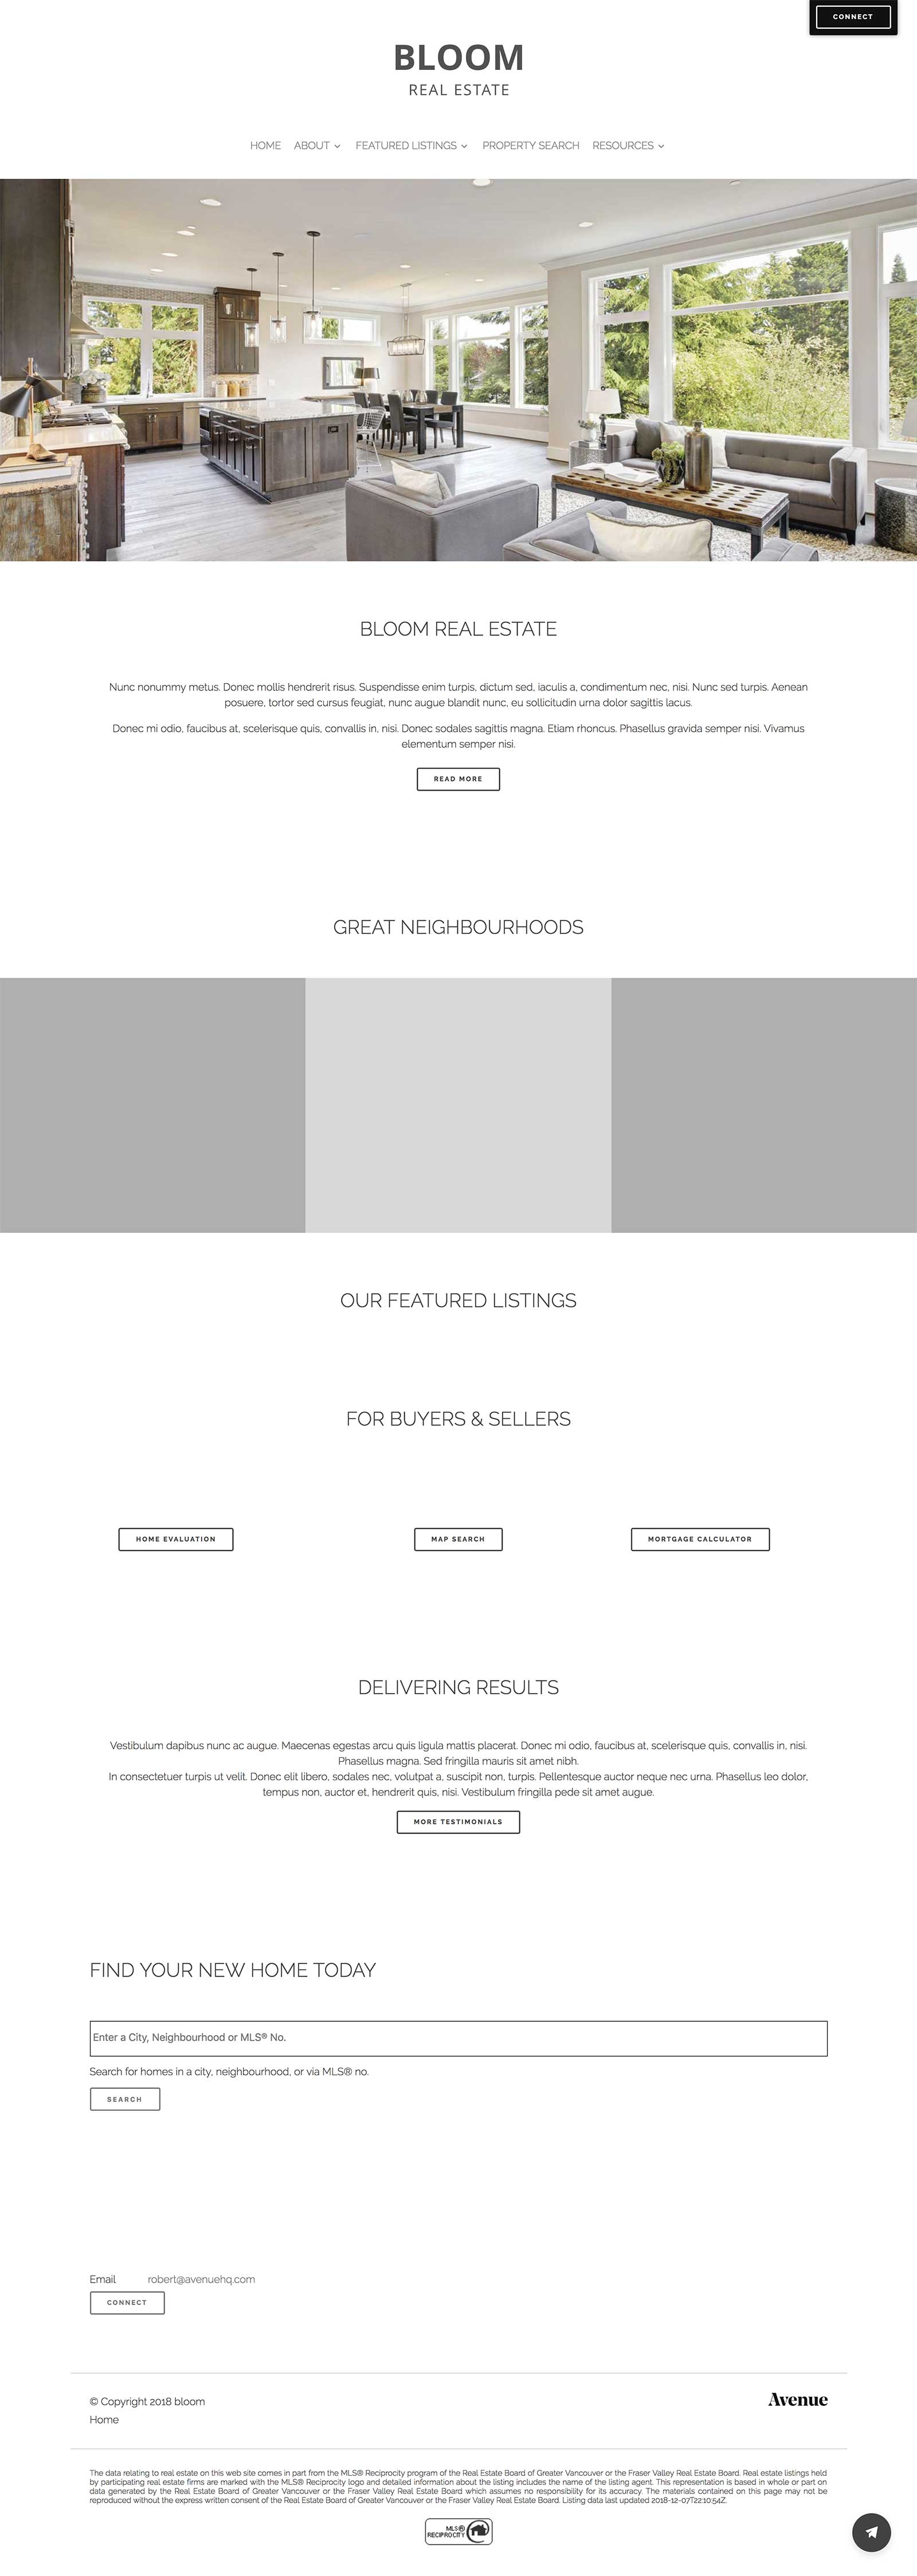 CONNECT
BLOOM
REAL ESTATE
HOME ABOUT FEATURED LISTINGS PROPERTY SEARCH RESOURCES
BLOOM REAL ESTATE
Nunc nonummy metus. Donec mollis hendrerit risus. Suspendisse enim turpis, dictum sed, iaculis a, condimentum nec, nisi. Nunc sed turpis. Aenean
posuere, tortor sed cursus feugiat, nunc augue blandit nunc, eu sollicitudin urna dolor sagittis lacus.
Donec mi odio, faucibus at, scelerisque quis, convallis in, nisi. Donec sodales sagittis magna. Etiam rhoncus. Phasellus gravida semper nisi. Vivamus
elementum semper nisi.
READ MORE
GREAT NEIGHBOURHOODS
OUR FEATURED LISTINGS
FOR BUYERS & SELLERS
HOME EVALUATION MAP SEARCH MORTGAGE CALCULATOR
DELIVERING RESULTS
Vestibulum dapibus nunc ac augue. Maecenas egestas arcu quis ligula mattis placerat. Donec mi odio, faucibus at, scelerisque quis, convallis in, nisi.
Phasellus magna. Sed fringilla mauris sit amet nibh.
In consectetuer turpis ut velit. Donec elit libero, sodales nec, volutpat a, suscipit non, turpis. Pellentesque auctor neque nec urna. Phasellus leo dolor,
tempus non, auctor et, hendrerit quis, nisi. Vestibulum fringilla pede sit amet augue.
MORE TESTIMONIALS
FIND YOUR NEW HOME TODAY
Enter a City, Neighbourhood or MLS® No.
Search for homes in a city, neighbourhood, or via MLS® no.
SEARCH
Email robert@avenuehq.com
CONNECT
© Copyright 2018 bloom
Avenue
Home
The data relating to real estate on this web site comes in part from the MLS® Reciprocity program of the Real Estate Board of Greater Vancouver or the Fraser Valley Real Estate Board. Real estate listings held
by participating real estate firms are marked with the MLS® Reciprocity logo and detailed information about the listing includes the name of the listing agent. This representation is based in whole or part on
data generated by the Real Estate Board of Greater Vancouver or the Fraser Valley Real Estate Board which assumes no responsibility for its accuracy. The materials contained on this page may not be
reproduced without the express written consent of the Real Estate Board of Greater Vancouver or the Fraser Valley Real Estate Board. Listing data last updated 2018-12-07T22:10:54Z.
MLS®
RECIPROCITY